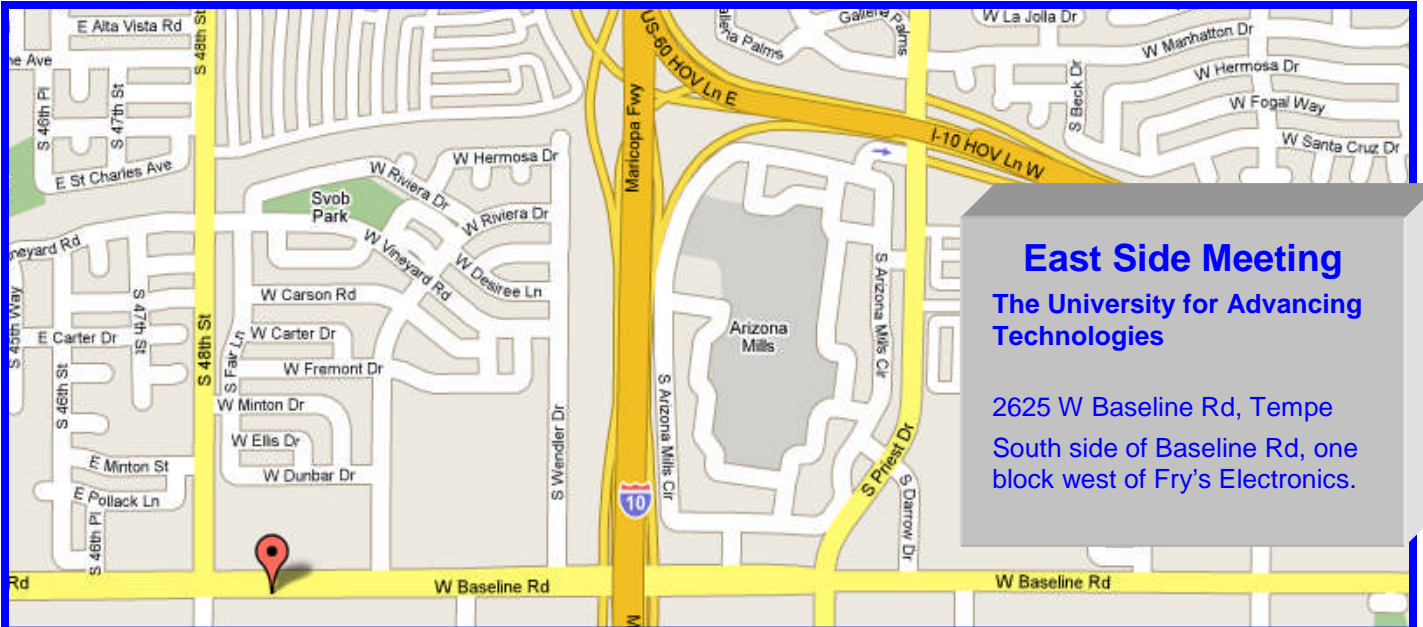 E Alta Vista Rd
S 48th St
US-60 HOV Ln E
Galleria Palms
W La Jolla Dr
W Manhatton Dr
W Hermosa Dr
S Beck Dr
W Fogal Way
W Santa Cruz Dr
S 46th Pl
S 47th St
E St Charles Ave
Maricopa Fwy
I-10 HOV Ln W
W Hermosa Dr
W Riviera Dr
Svob
Park
W Riviera Dr
W Vineyard Rd
W Desiree Ln
S 45th Way
S 47th St
W Carson Rd
E Carter Dr
S 48th St
S Fair Ln
W Carter Dr
W Fremont Dr
S 46th St
W Minton Dr
W Ellis Dr
W Dunbar Dr
E Minton St
E Pollack Ln
S 46th Pl
S Wendler Dr
S Arizona Mills Cir
10
Arizona
Mills
S Arizona Mills Cir
S Priest Dr
S Darrow Dr
Rd
W Baseline Rd
W Baseline Rd
East Side Meeting
The University for Advancing
Technologies
2625 W Baseline Rd, Tempe
South side of Baseline Rd, one
block west of Fry's Electronics.